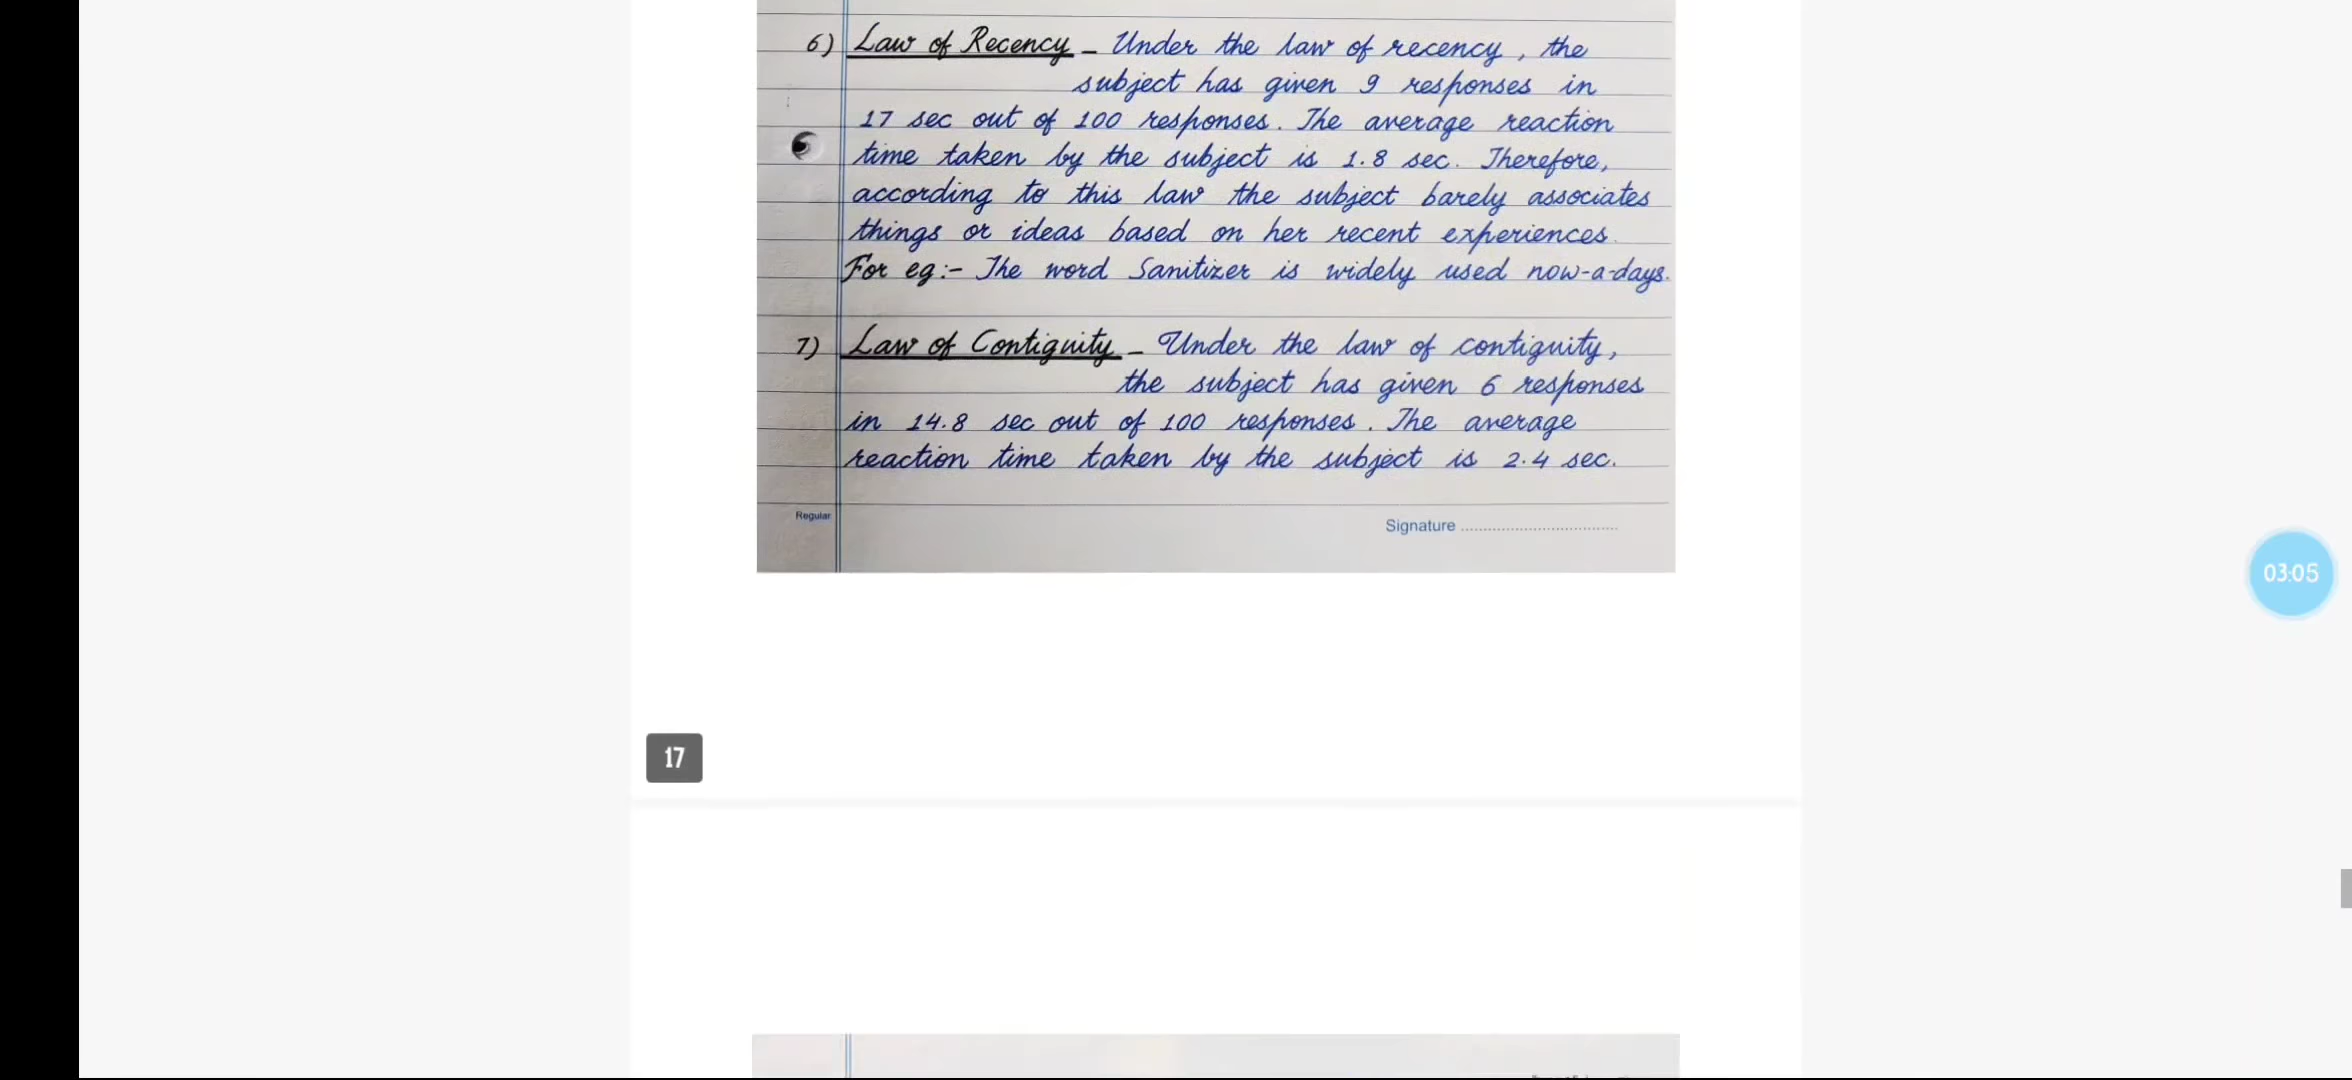 6) Law of Recency - Under the law of recency, the
subject has given 9 responses in
17 sec out of 100 responses. The average reaction
time taken by the subject is 1.8 sec. Therefore,
according to this law the subject barely associates
things or ideas based on her recent experiences.
For eg:- The word Sanitizer is widely used now-a-days.
7) Law of Contiguity - Under the law of contiguity,
the subject has given 6 responses
in 14.8 sec out of 100 responses. The average
reaction time taken by the subject is 2.4 sec.
Regular
Signature ..................................
03:05
17